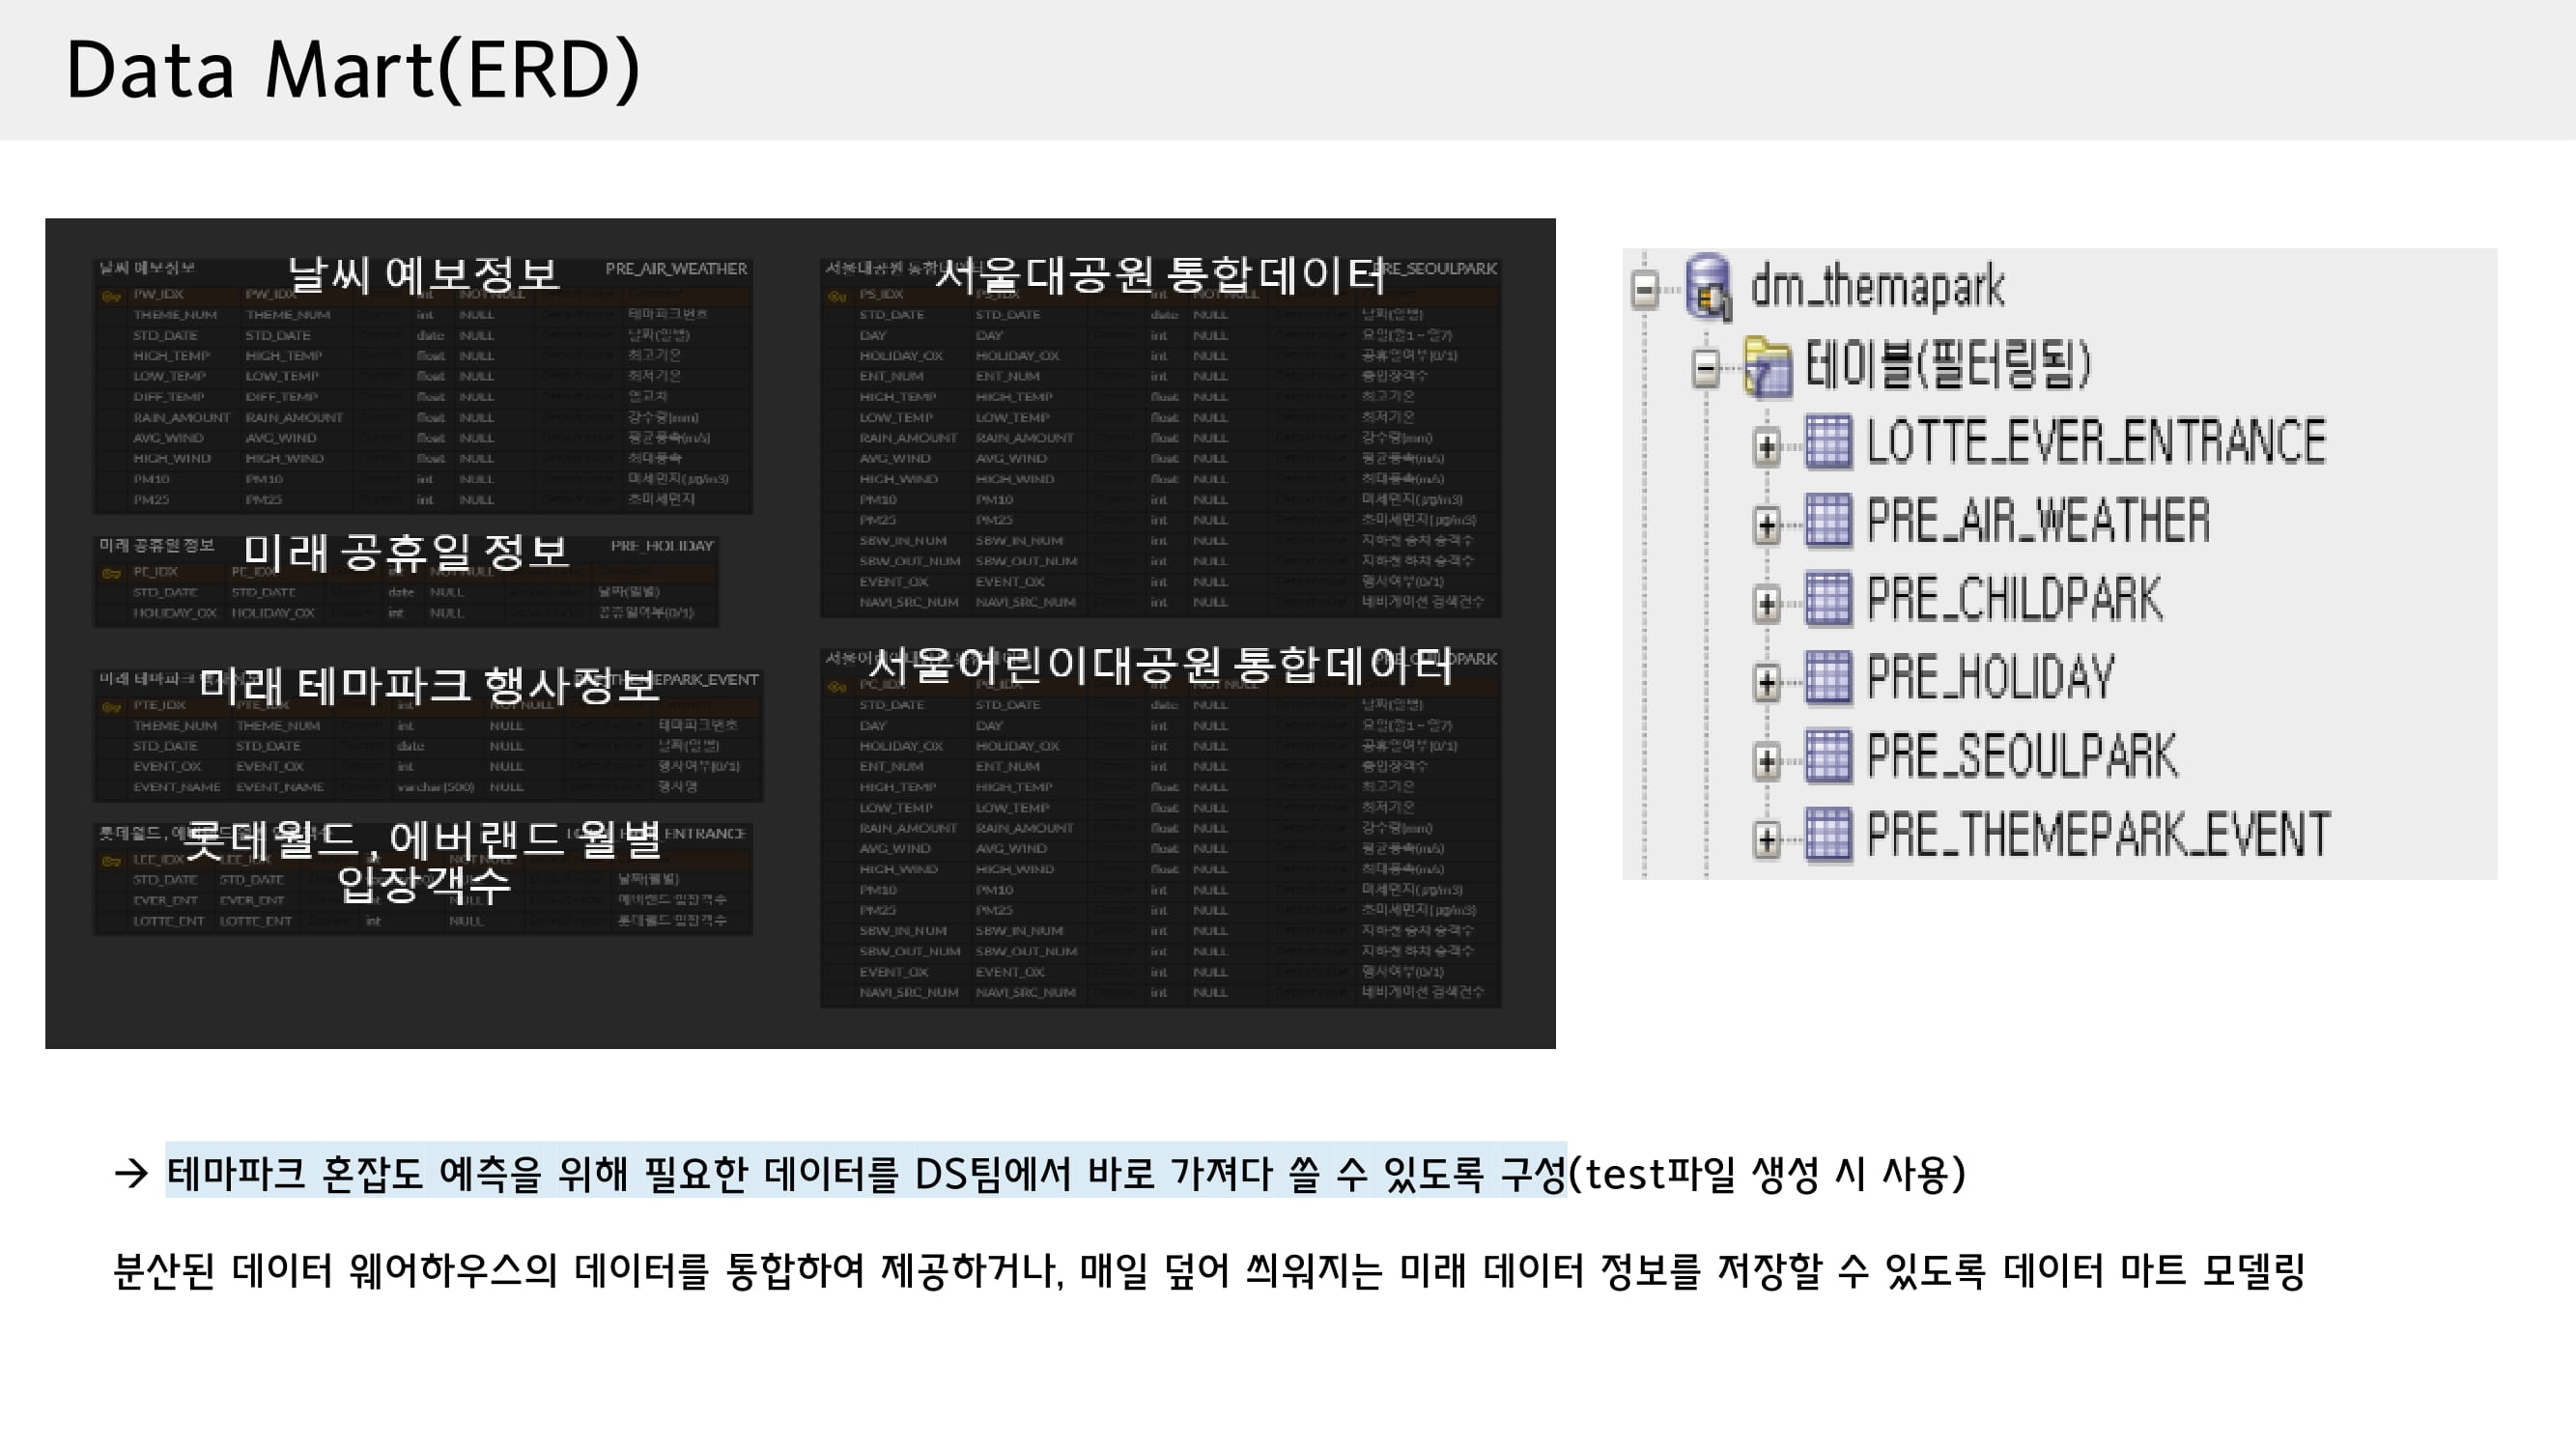 Data Mart(ERD)
날씨 예보정보
날씨 예보정보 PRE_AIR_WEATHER
PW_IDX PW_IDX int NOT NULL
THEME_NUM THEME_NUM int NULL 테마파크번호
STD_DATE STD_DATE date NULL 날짜(일별)
HIGH_TEMP HIGH_TEMP float NULL 최고기온
LOW_TEMP LOW_TEMP float NULL 최저기온
DIFF_TEMP DIFF_TEMP float NULL 일교차
RAIN_AMOUNT RAIN_AMOUNT float NULL 강수량(mm)
AVG_WIND AVG_WIND float NULL 평균풍속(m/s)
HIGH_WIND HIGH_WIND float NULL 최대풍속
PM10 PM10 int NULL 미세먼지(㎍/m3)
PM25 PM25 int NULL 초미세먼지
미래 공휴일 정보
미래 공휴일 정보 PRE_HOLIDAY
NOT NULL
STD_DATE STD_DATE date NULL 날짜(일별)
HOLIDAY_OX HOLIDAY_OX int NULL 공휴일여부(0/1)
미래 테마파크 행사정보
미래 테마파크
PTE_IDX PTE_IDX int NOT NULL
THEME_NUM THEME_NUM int NULL 테마파크번호
STD_DATE STD_DATE date NULL 날짜(일별)
EVENT_OX EVENT_OX int NULL 행사여부(0/1)
EVENT_NAME EVENT_NAME varchar(500) NULL 행사명
롯데월드, 에버랜드 월별
입장객수
ENTRANCE
LEE_IDX LEE_IDX
STD_DATE STD_DATE 날짜(월별)
EVER_ENT EVER_ENT NULL 에버랜드 입장객수
LOTTE_ENT LOTTE_ENT int NULL 롯데월드 입장객수
서울대공원 통합데이터
서울대공원 PRE_SEOULPARK
PS_IDX PS_IDX int NOT NULL
STD_DATE STD_DATE date NULL 날짜(일별)
DAY DAY int NULL 요일(월1~일7)
HOLIDAY_OX HOLIDAY_OX int NULL 공휴일여부(0/1)
ENT_NUM ENT_NUM int NULL 총입장객수
HIGH_TEMP HIGH_TEMP float NULL 최고기온
LOW_TEMP LOW_TEMP float NULL 최저기온
RAIN_AMOUNT RAIN_AMOUNT float NULL 강수량(mm)
AVG_WIND AVG_WIND float NULL 평균풍속(m/s)
HIGH_WIND HIGH_WIND float NULL 최대풍속(m/s)
PM10 PM10 int NULL 미세먼지(㎍/m3)
PM25 PM25 int NULL 초미세먼지(㎍/m3)
SBW_IN_NUM SBW_IN_NUM int NULL 지하철 승차 승객수
SBW_OUT_NUM SBW_OUT_NUM int NULL 지하철 하차 승객수
EVENT_OX EVENT_OX int NULL 행사여부(0/1)
NAVI_SRC_NUM NAVI_SRC_NUM int NULL 네비게이션 검색건수
서울어린이대공원 통합데이터
PC_IDX int NOT NULL
STD_DATE STD_DATE date NULL 날짜(일별)
DAY DAY int NULL 요일(월1~일7)
HOLIDAY_OX HOLIDAY_OX int NULL 공휴일여부(0/1)
ENT_NUM ENT_NUM int NULL 총입장객수
HIGH_TEMP HIGH_TEMP float NULL 최고기온
LOW_TEMP LOW_TEMP float NULL 최저기온
RAIN_AMOUNT RAIN_AMOUNT float NULL 강수량(mm)
AVG_WIND AVG_WIND float NULL 평균풍속(m/s)
HIGH_WIND HIGH_WIND float NULL 최대풍속(m/s)
PM10 PM10 int NULL 미세먼지(㎍/m3)
PM25 PM25 int NULL 초미세먼지(㎍/m3)
SBW_IN_NUM SBW_IN_NUM int NULL 지하철 승차 승객수
SBW_OUT_NUM SBW_OUT_NUM int NULL 지하철 하차 승객수
EVENT_OX EVENT_OX int NULL 행사여부(0/1)
NAVI_SRC_NUM NAVI_SRC_NUM int NULL 네비게이션 검색건수
dm_themapark
테이블(필터링됨)
LOTTE_EVER_ENTRANCE
PRE_AIR_WEATHER
PRE_CHILDPARK
PRE_HOLIDAY
PRE_SEOULPARK
PRE_THEMEPARK_EVENT
→ 테마파크 혼잡도 예측을 위해 필요한 데이터를 DS팀에서 바로 가져다 쓸 수 있도록 구성(test파일 생성 시 사용)
분산된 데이터 웨어하우스의 데이터를 통합하여 제공하거나, 매일 덮어 씌워지는 미래 데이터 정보를 저장할 수 있도록 데이터 마트 모델링